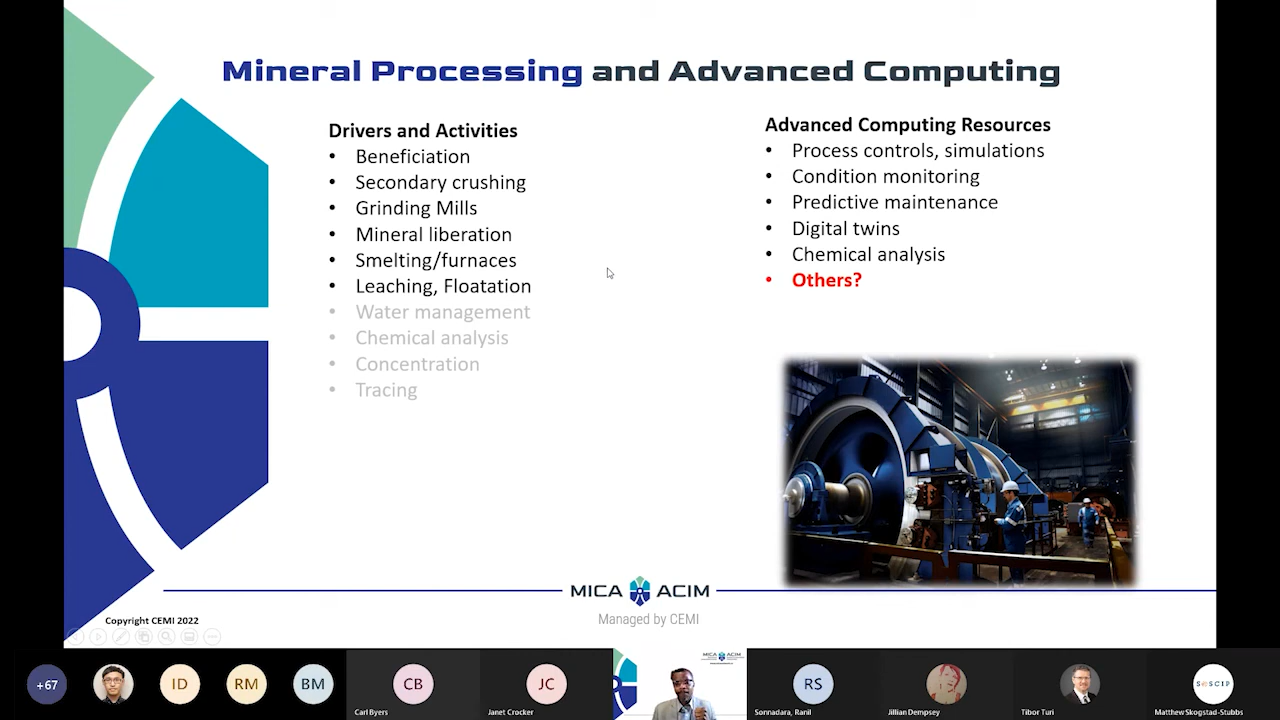 Mineral Processing and Advanced Computing
Drivers and Activities
• Beneficiation
• Secondary crushing
• Grinding Mills
• Mineral liberation
• Smelting/furnaces
• Leaching, Floatation
• Water management
• Chemical analysis
• Concentration
• Tracing
Advanced Computing Resources
• Process controls, simulations
• Condition monitoring
• Predictive maintenance
• Digital twins
• Chemical analysis
• Others?
MICA ACIM
Managed by CEMI
Copyright CEMI 2022
+67
ID
RM
BM
CB
Carl Byers
JC
Janet Crocker
MICA ACIM
RS
Sonnadara, Ranil
Jillian Dempsey
Tibor Turi
SOSCIP
Matthew Skogstad-Stubbs